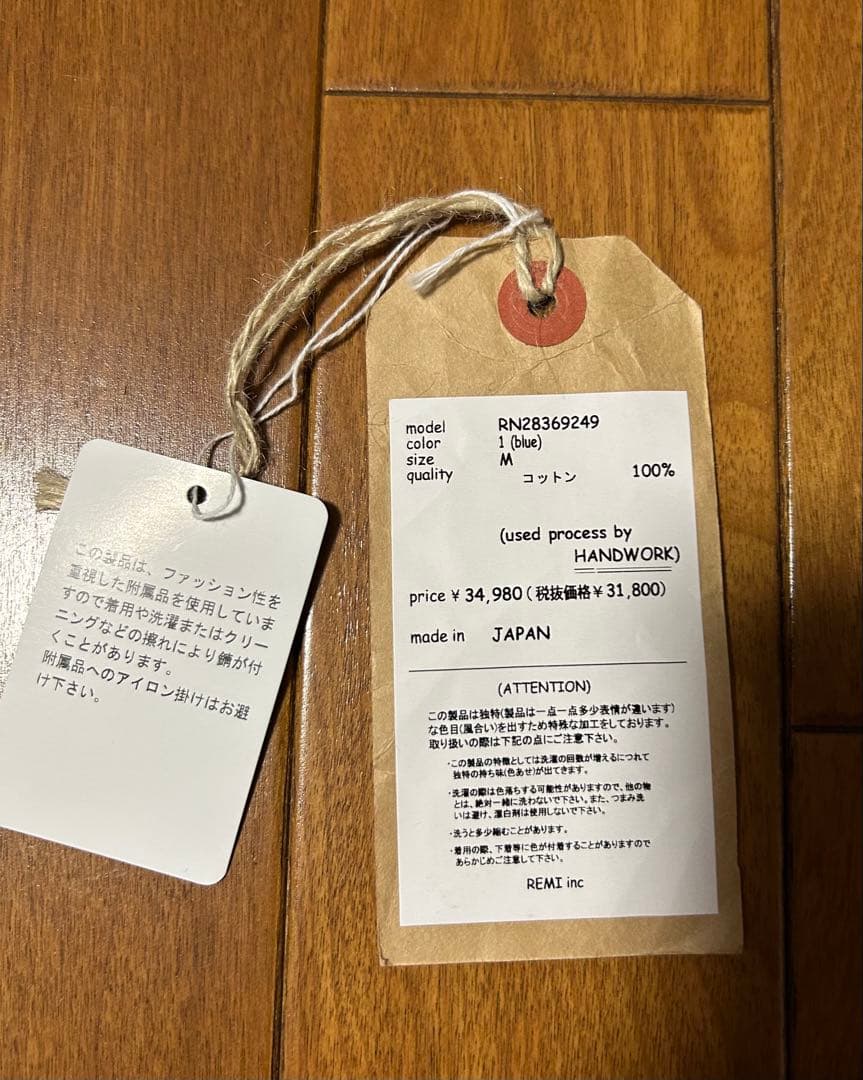 この製品は、ファッション性を
重視した附属品を使用していま
すので着用や洗濯またはクリー
ニングなどの擦れにより錆が付
くことがあります。
附属品へのアイロン掛けはお避
け下さい。
model RN28369249
color 1 (blue)
size M
quality コットン 100%
(used process by
HANDWORK)
price ¥ 34,980 (税抜価格¥ 31,800)
made in JAPAN
(ATTENTION)
この製品は独特(製品は一点一点多少表情が違います)
な色目(風合い)を出すため特殊な加工をしております。
取り扱いの際は下記の点にご注意下さい。
・この製品の特徴としては洗濯の回数が増えるにつれて
独特の持ち味(色あせ)が出てきます。
・洗濯の際は色落ちする可能性がありますので、他の物
とは、絶対一緒に洗わないで下さい。また、つまみ洗
いは避け、漂白剤は使用しないで下さい。
・洗うと多少縮むことがあります。
・着用の際、下着等に色が付着することがありますので
あらかじめご注意して下さい。
REMI inc